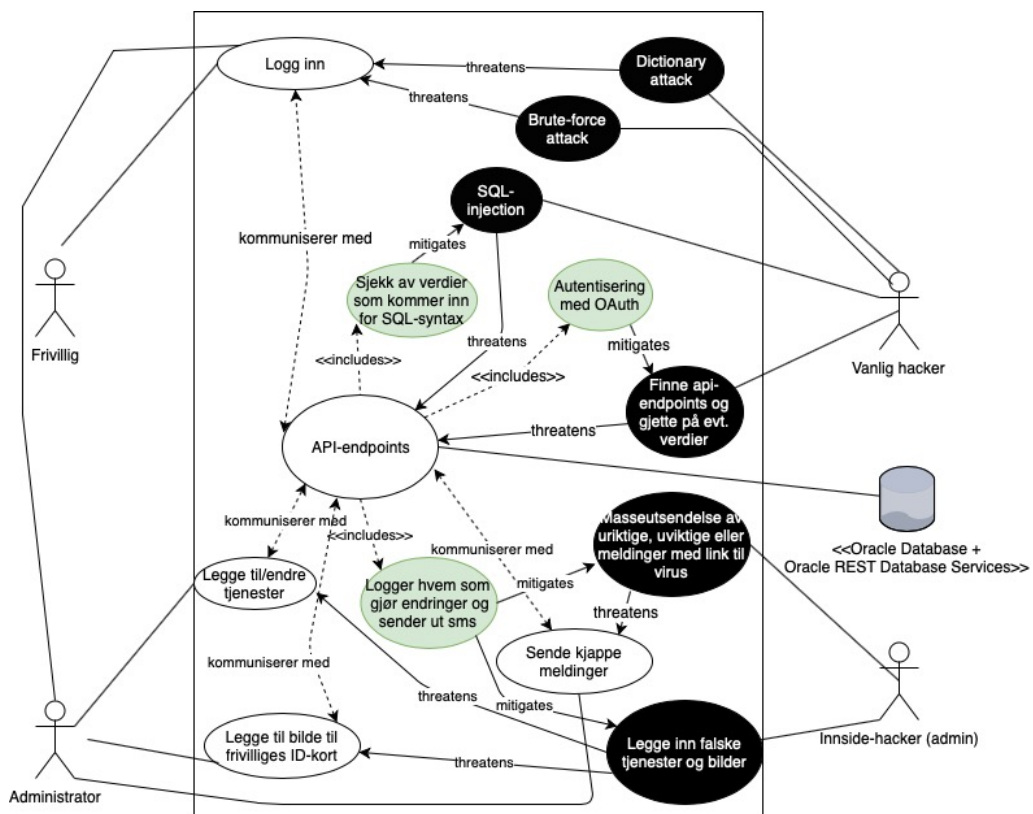 Logg inn
threatens
Dictionary
attack
threatens
Brute-force
attack
SQL-
injection
kommuniserer med
mitigates
Sjekk av verdier
som kommer inn
for SQL-syntax
Autentisering
med OAuth
Frivillig
<<includes>>
threatens
mitigates
<<includes>>
Vanlig hacker
Finne api-
endpoints og
gjette på evt.
verdier
threatens
API-endpoints
kommuniserer med
<<includes>>
kommuniserer med
Masseutsendelse av
uriktige, uviktige eller
meldinger med link til
virus
<<Oracle Database +
Oracle REST Database Services>>
Legge til/endre
tjenester
Logger hvem som
gjør endringer og
sender ut sms
mitigates
threatens
Sende kjappe
meldinger
kommuniserer med
threatens
mitigates
Legge til bilde til
frivilliges ID-kort
threatens
Legge inn falske
tjenester og bilder
Innside-hacker (admin)
Administrator